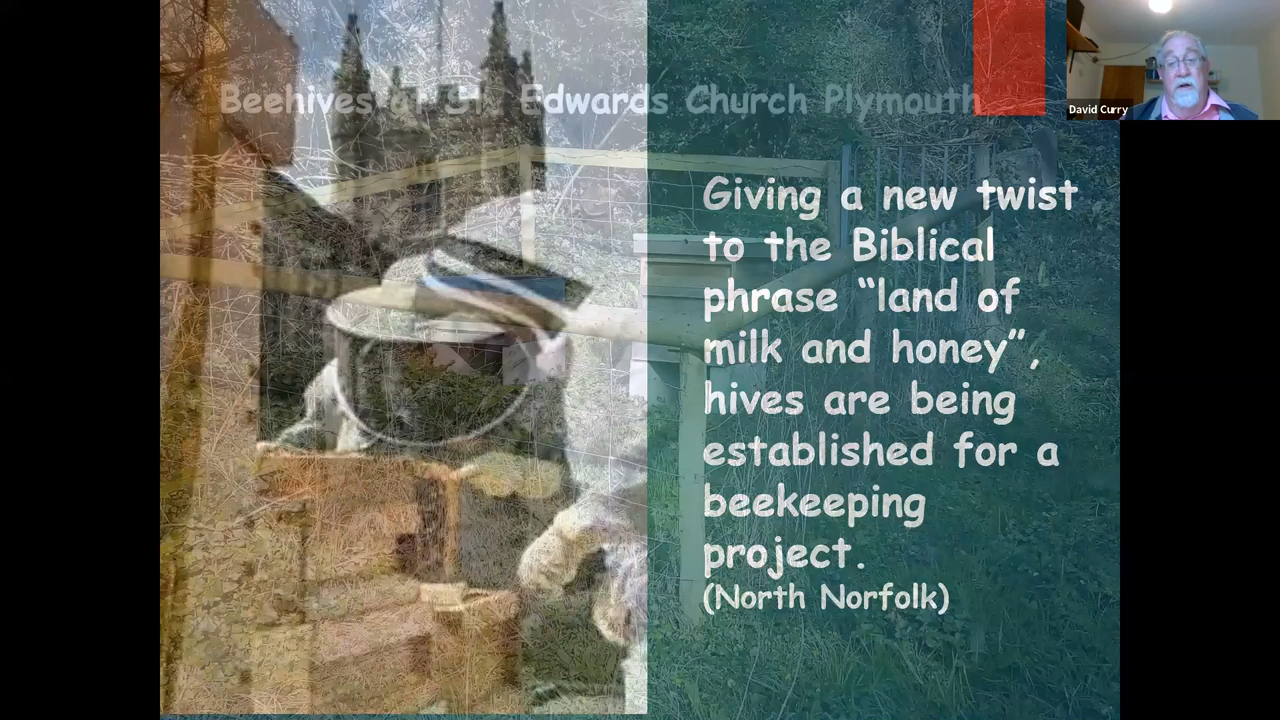 Beehives at St. Edwards Church Plymouth
David Curry
Giving a new twist
to the Biblical
phrase “land of
milk and honey”,
hives are being
established for a
beekeeping
project.
(North Norfolk)